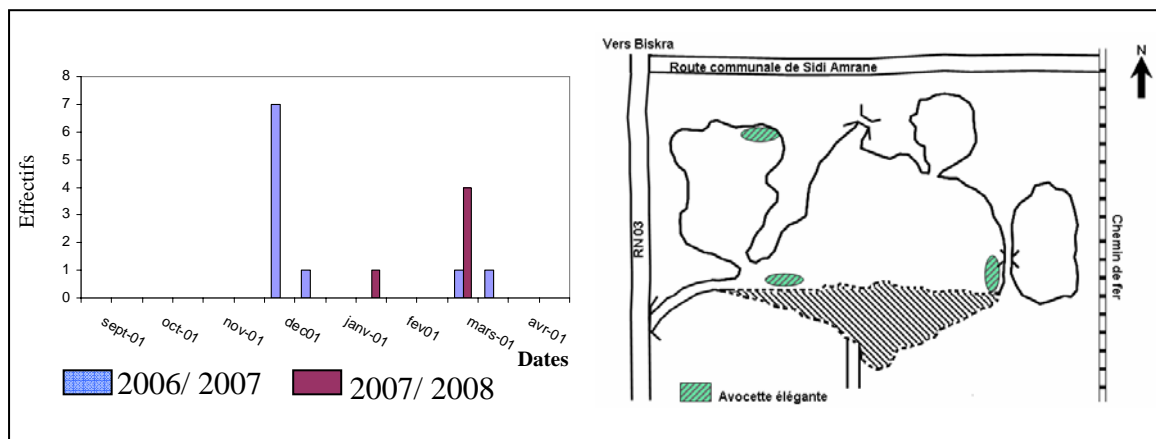 Effectifs
8
7
6
5
4
3
2
1
0
sept-01
oct-01
nov-01
dec01
janv-01
fev01
mars-01
avr-01
Dates
2006/ 2007
2007/ 2008
Vers Biskra
Route communale de Sidi Amrane
N
RN 03
Chemin de fer
Avocette élégante